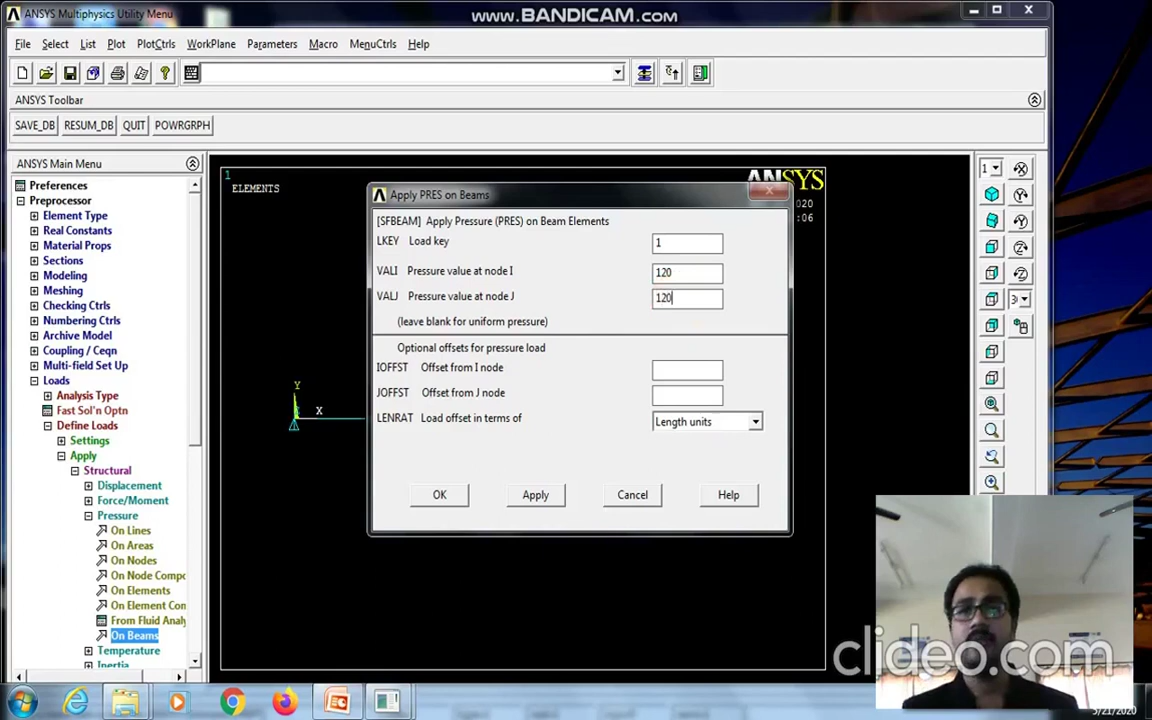 ANSYS Multiphysics Utility Menu
www.BANDICAM.com
File Select List Plot PlotCtrls WorkPlane Parameters Macro MenuCtrls Help
ANSYS Toolbar
SAVE_DB RESUM_DB QUIT POWRGRPH
ANSYS Main Menu
Preferences
Preprocessor
Element Type
Real Constants
Material Props
Sections
Modeling
Meshing
Checking Ctrls
Numbering Ctrls
Archive Model
Coupling / Ceqn
Multi-field Set Up
Loads
Analysis Type
Fast Sol'n Optn
Define Loads
Settings
Apply
Structural
Displacement
Force/Moment
Pressure
On Lines
On Areas
On Nodes
On Node Compo
On Elements
On Element Con
From Fluid Analy
On Beams
Temperature
Inertia
1
ELEMENTS
ANSYS
020
:06
Y
X
Apply PRES on Beams
[SFBEAM] Apply Pressure (PRES) on Beam Elements
LKEY Load key 1
VALI Pressure value at node I 120
VALJ Pressure value at node J 120
(leave blank for uniform pressure)
Optional offsets for pressure load
IOFFST Offset from I node
JOFFST Offset from J node
LENRAT Load offset in terms of Length units
OK Apply Cancel Help
1
clideo.com
5/21/2020